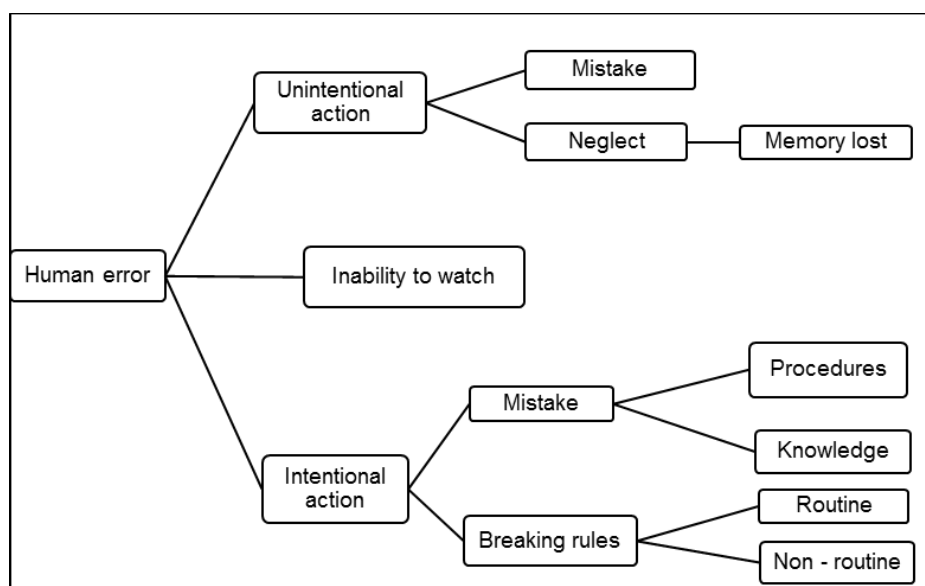 Mistake
Unintentional
action
Neglect
Memory lost
Human error
Inability to watch
Procedures
Mistake
Knowledge
Intentional
action
Routine
Breaking rules
Non - routine